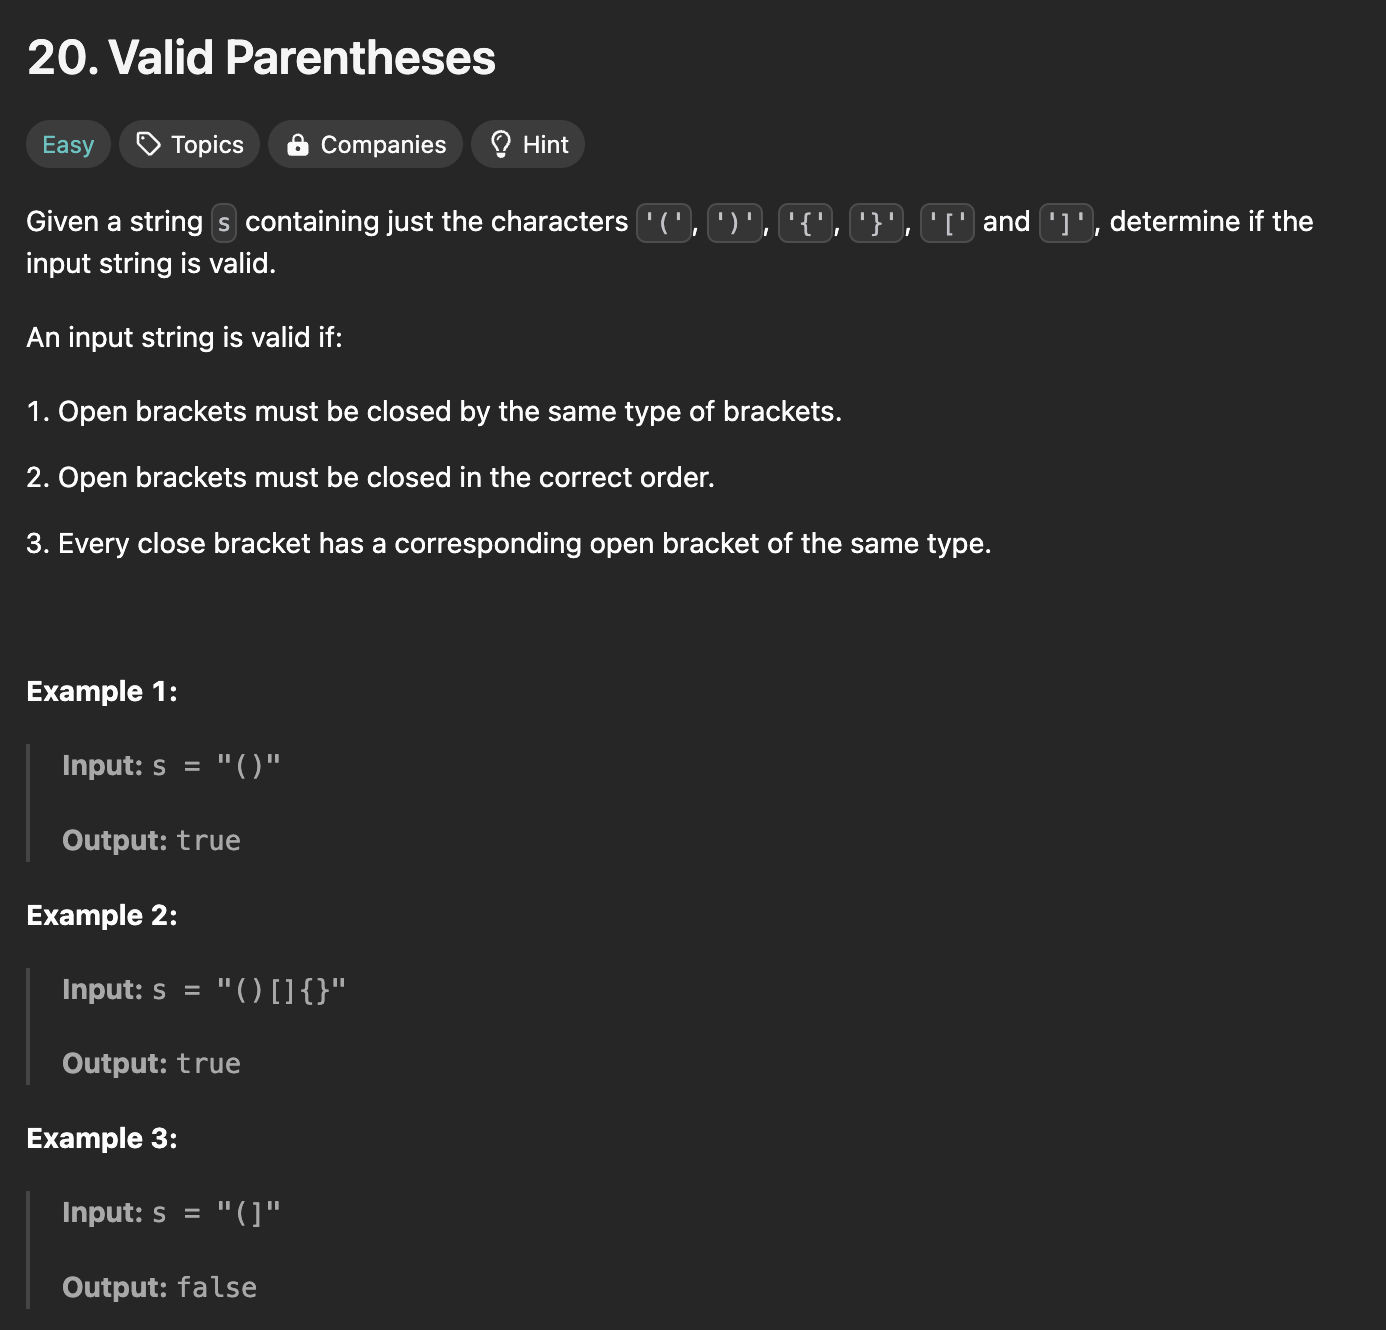 20. Valid Parentheses
Easy Topics Companies Hint
Given a string s containing just the characters '(', ')', '{', '}', '[' and ']', determine if the
input string is valid.
An input string is valid if:
1. Open brackets must be closed by the same type of brackets.
2. Open brackets must be closed in the correct order.
3. Every close bracket has a corresponding open bracket of the same type.
Example 1:
Input: s = "()"
Output: true
Example 2:
Input: s = "()[]{}"
Output: true
Example 3:
Input: s = "(]"
Output: false